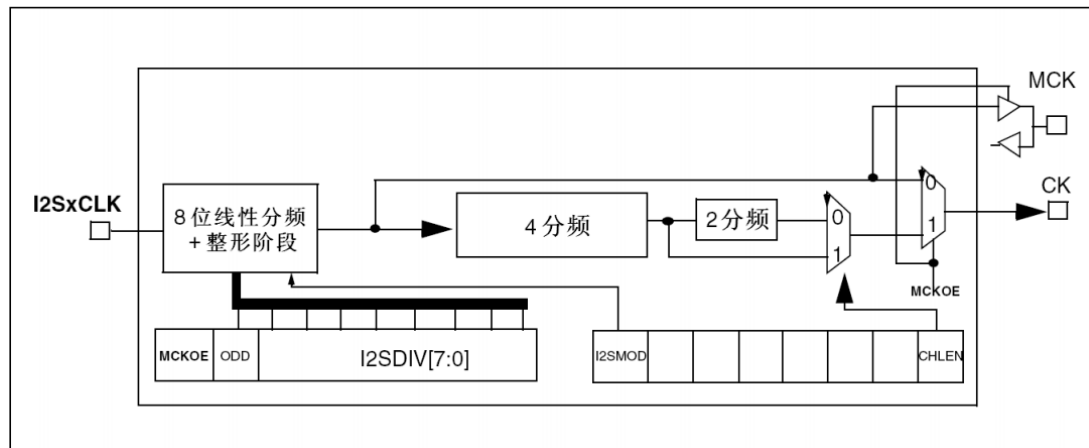 MCK
I2SxCLK
8位线性分频
+整形阶段
4分频
2分频
0
1
0
1
CK
MCKOE
MCKOE
ODD
I2SDIV[7:0]
I2SMOD
CHLEN